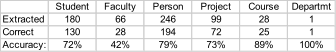 Student Faculty Person Project Course Departmt
Extracted 180 66 246 99 28 1
Correct 130 28 194 72 25 1
Accuracy: 72% 42% 79% 73% 89% 100%